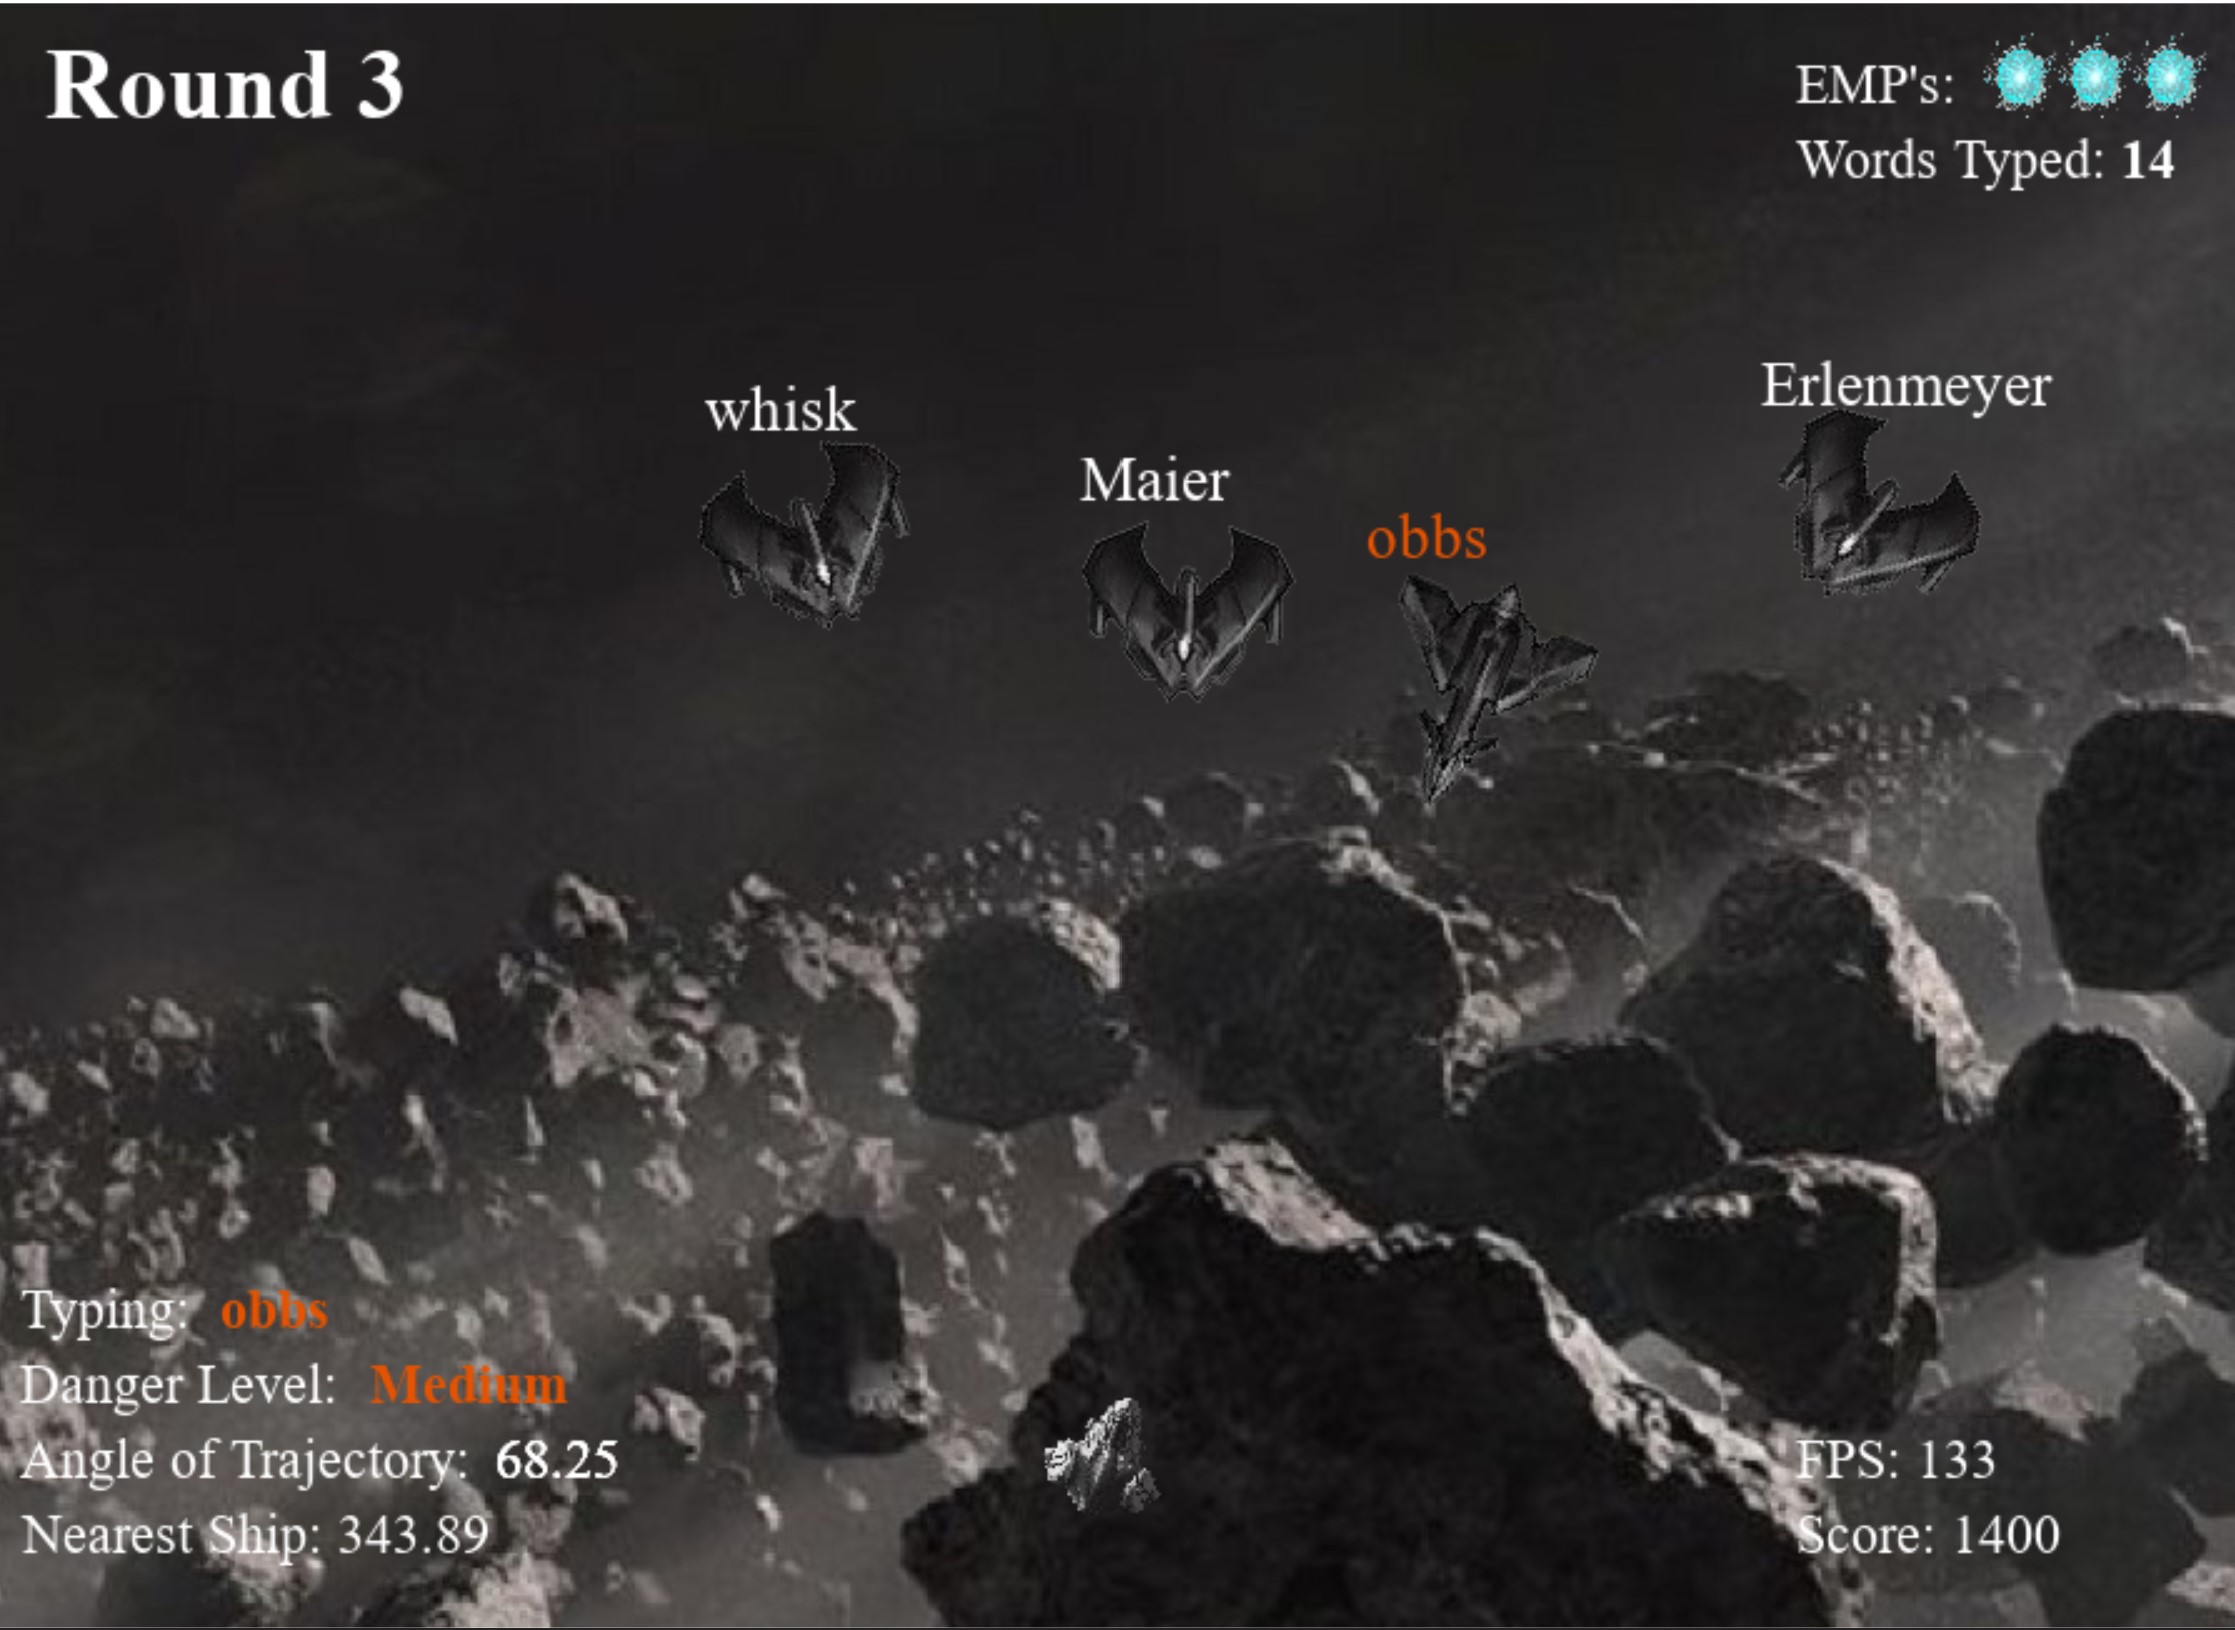 Round 3
EMP's:
Words Typed: 14
whisk
Erlenmeyer
Maier
obbs
Typing: obbs
Danger Level: Medium
Angle of Trajectory: 68.25
Nearest Ship: 343.89
FPS: 133
Score: 1400